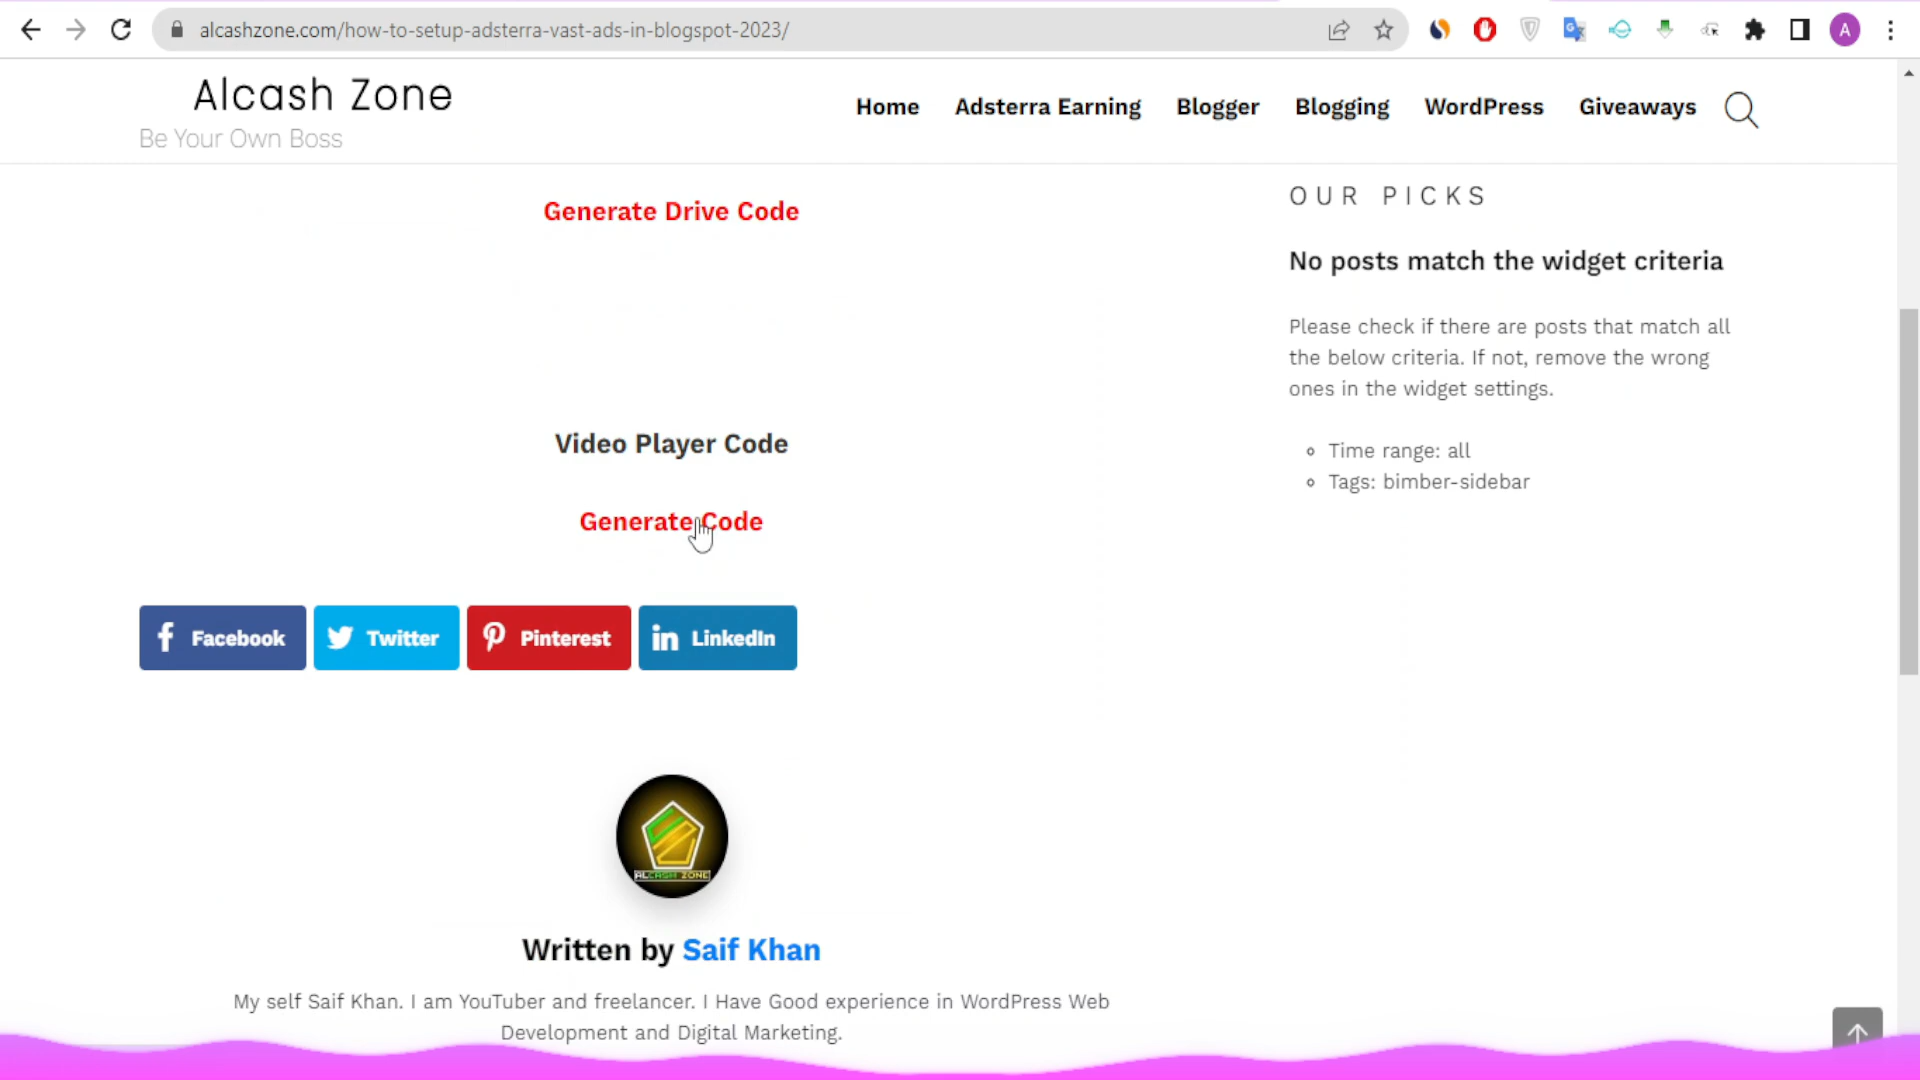 alcashzone.com/how-to-setup-adsterra-vast-ads-in-blogspot-2023/
A
Alcash Zone
Be Your Own Boss
Home
Adsterra Earning
Blogger
Blogging
WordPress
Giveaways
Generate Drive Code
OUR PICKS
No posts match the widget criteria
Please check if there are posts that match all
the below criteria. If not, remove the wrong
ones in the widget settings.
Time range: all
Tags: bimber-sidebar
Video Player Code
Generate Code
Facebook
Twitter
Pinterest
LinkedIn
ALCASH ZONE
Written by Saif Khan
My self Saif Khan. I am YouTuber and freelancer. I Have Good experience in WordPress Web
Development and Digital Marketing.